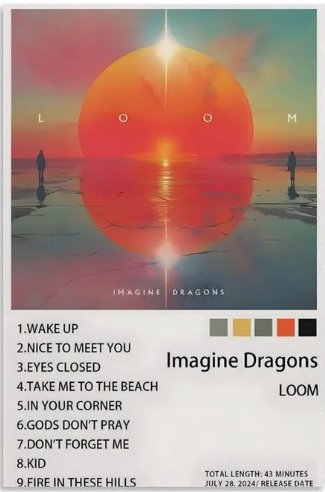 L O O M
IMAGINE DRAGONS
1.WAKE UP
2.NICE TO MEET YOU
3.EYES CLOSED
4.TAKE ME TO THE BEACH
5.IN YOUR CORNER
6.GODS DON'T PRAY
7.DON'T FORGET ME
8.KID
9.FIRE IN THESE HILLS
Imagine Dragons
LOOM
TOTAL LENGTH: 43 MINUTES
JULY 28. 2024/ RELEASE DATE